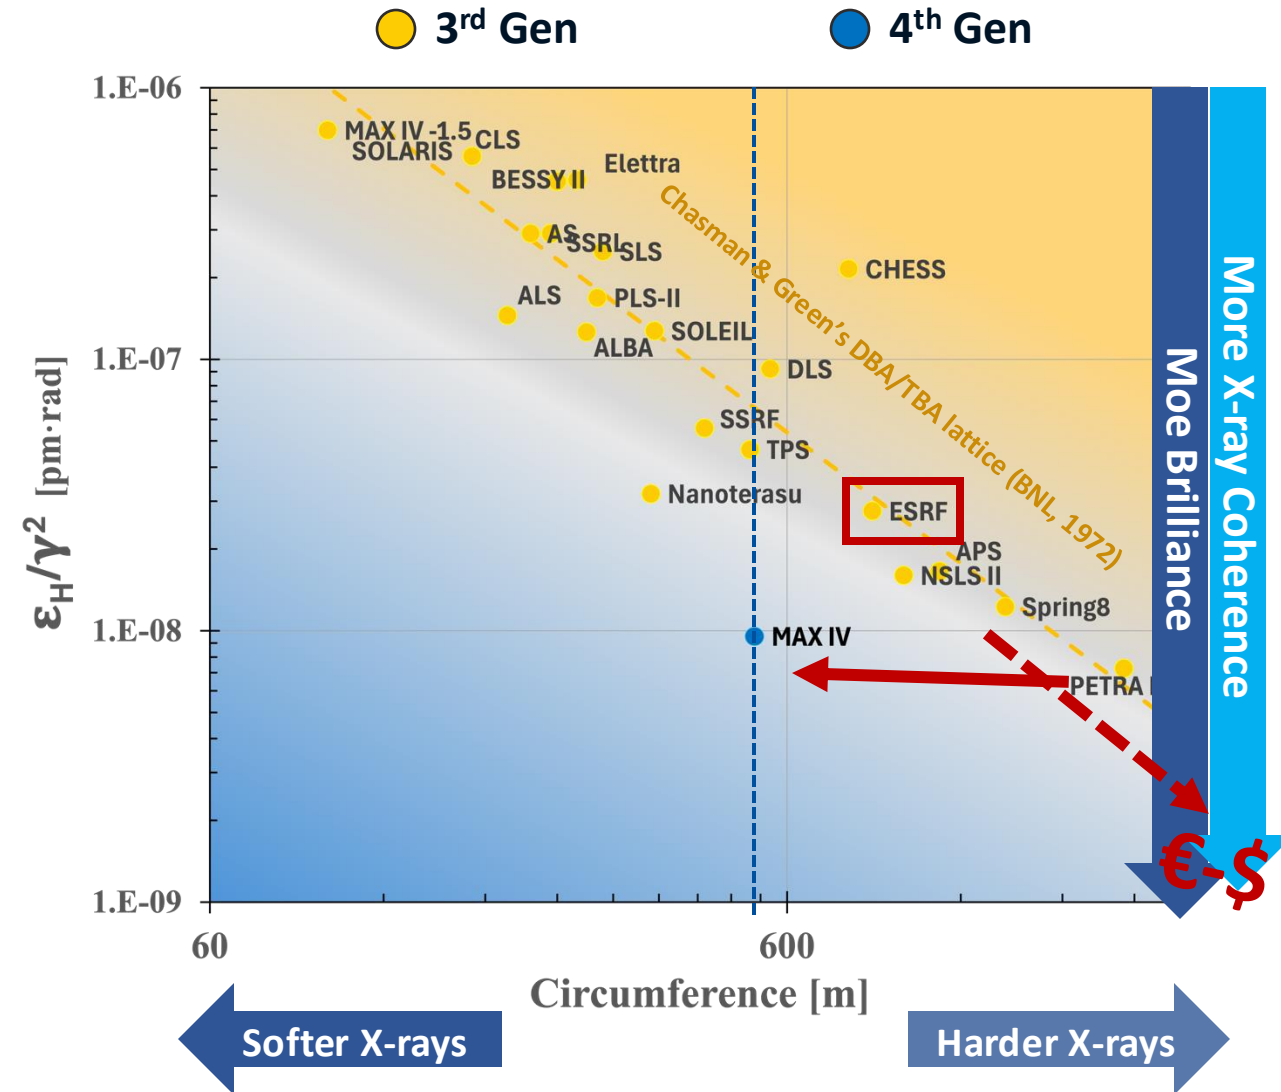 3rd Gen
4th Gen
1.E-06
MAX IV -1.5
SOLARIS
CLS
BESSY II
Elettra
AS
SSRL
SLS
CHESS
ALS
PLS-II
ALBA
SOLEIL
1.E-07
DLS
SSRF
TPS
Nanoterasu
ESRF
APS
NSLS II
Spring8
1.E-08
MAX IV
PETRA
1.E-09
Chasman & Green's DBA/TBA lattice (BNL, 1972)
εH/γ2 [pm·rad]
Moe Brilliance
More X-ray Coherence
€-$
60
600
Circumference [m]
Softer X-rays
Harder X-rays